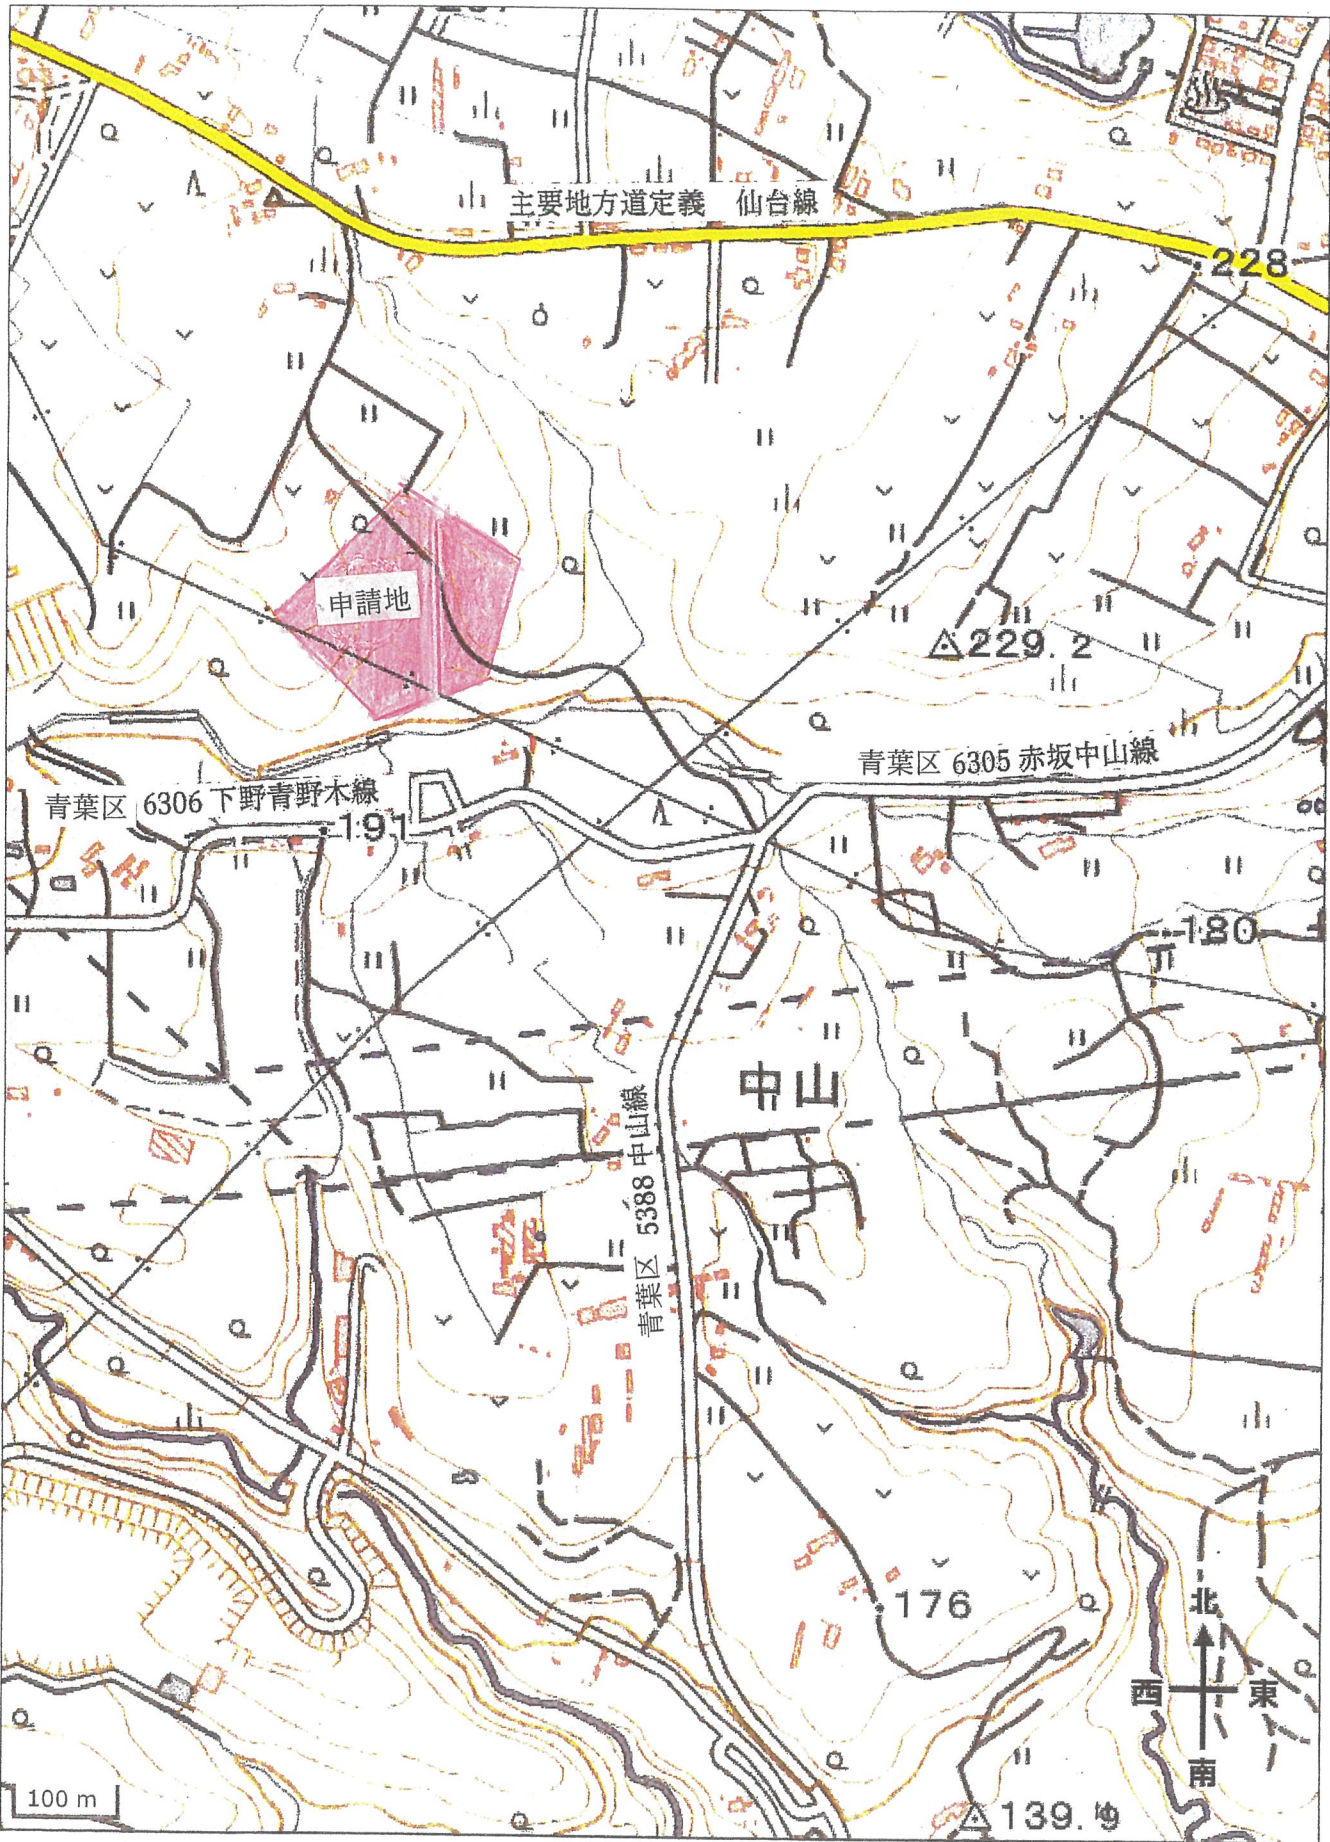 主要地方道定義　仙台線
228
申請地
229.2
青葉区 6305 赤坂中山線
青葉区 6306 下野青野木線
191
180
中山
青葉区 5388 中山線
176
北
西 東
南
100 m
139.9